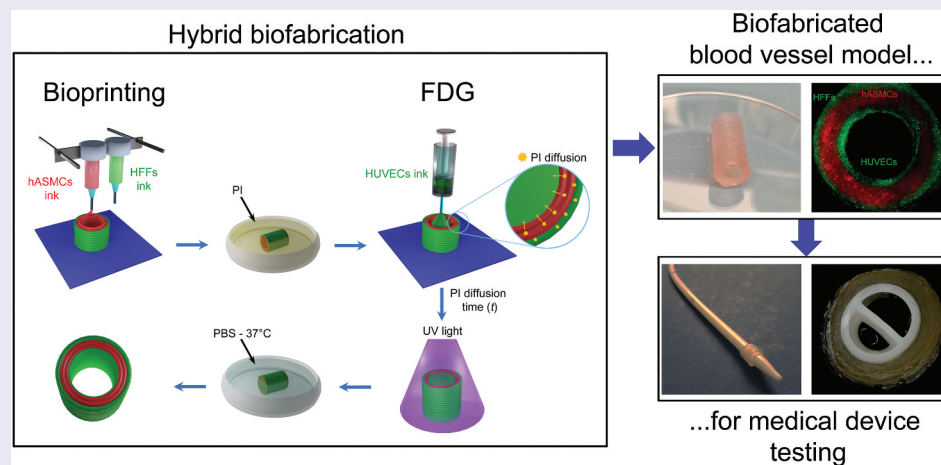 Hybrid biofabrication
Bioprinting
FDG
hASMCs
ink
HFFs
ink
PI
HUVECs ink
PI diffusion
PI diffusion
time (t)
UV light
PBS - 37°C
Biofabricated
blood vessel model...
HFFs
hASMCs
HUVECs
...for medical device
testing